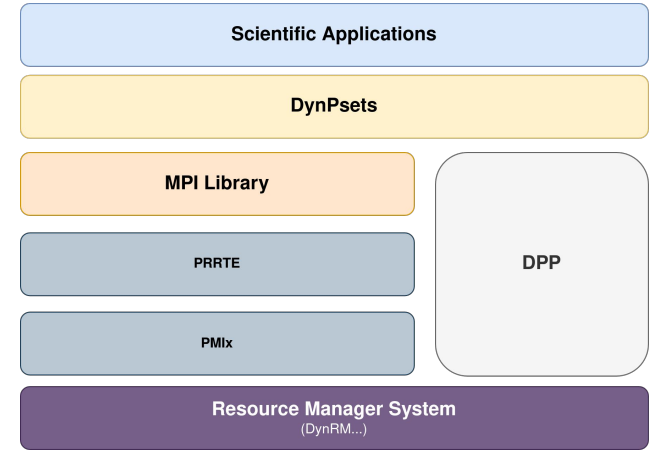 Scientific Applications
DynPsets
MPI Library
PRRTE
DPP
PMIx
Resource Manager System
(DynRM...)